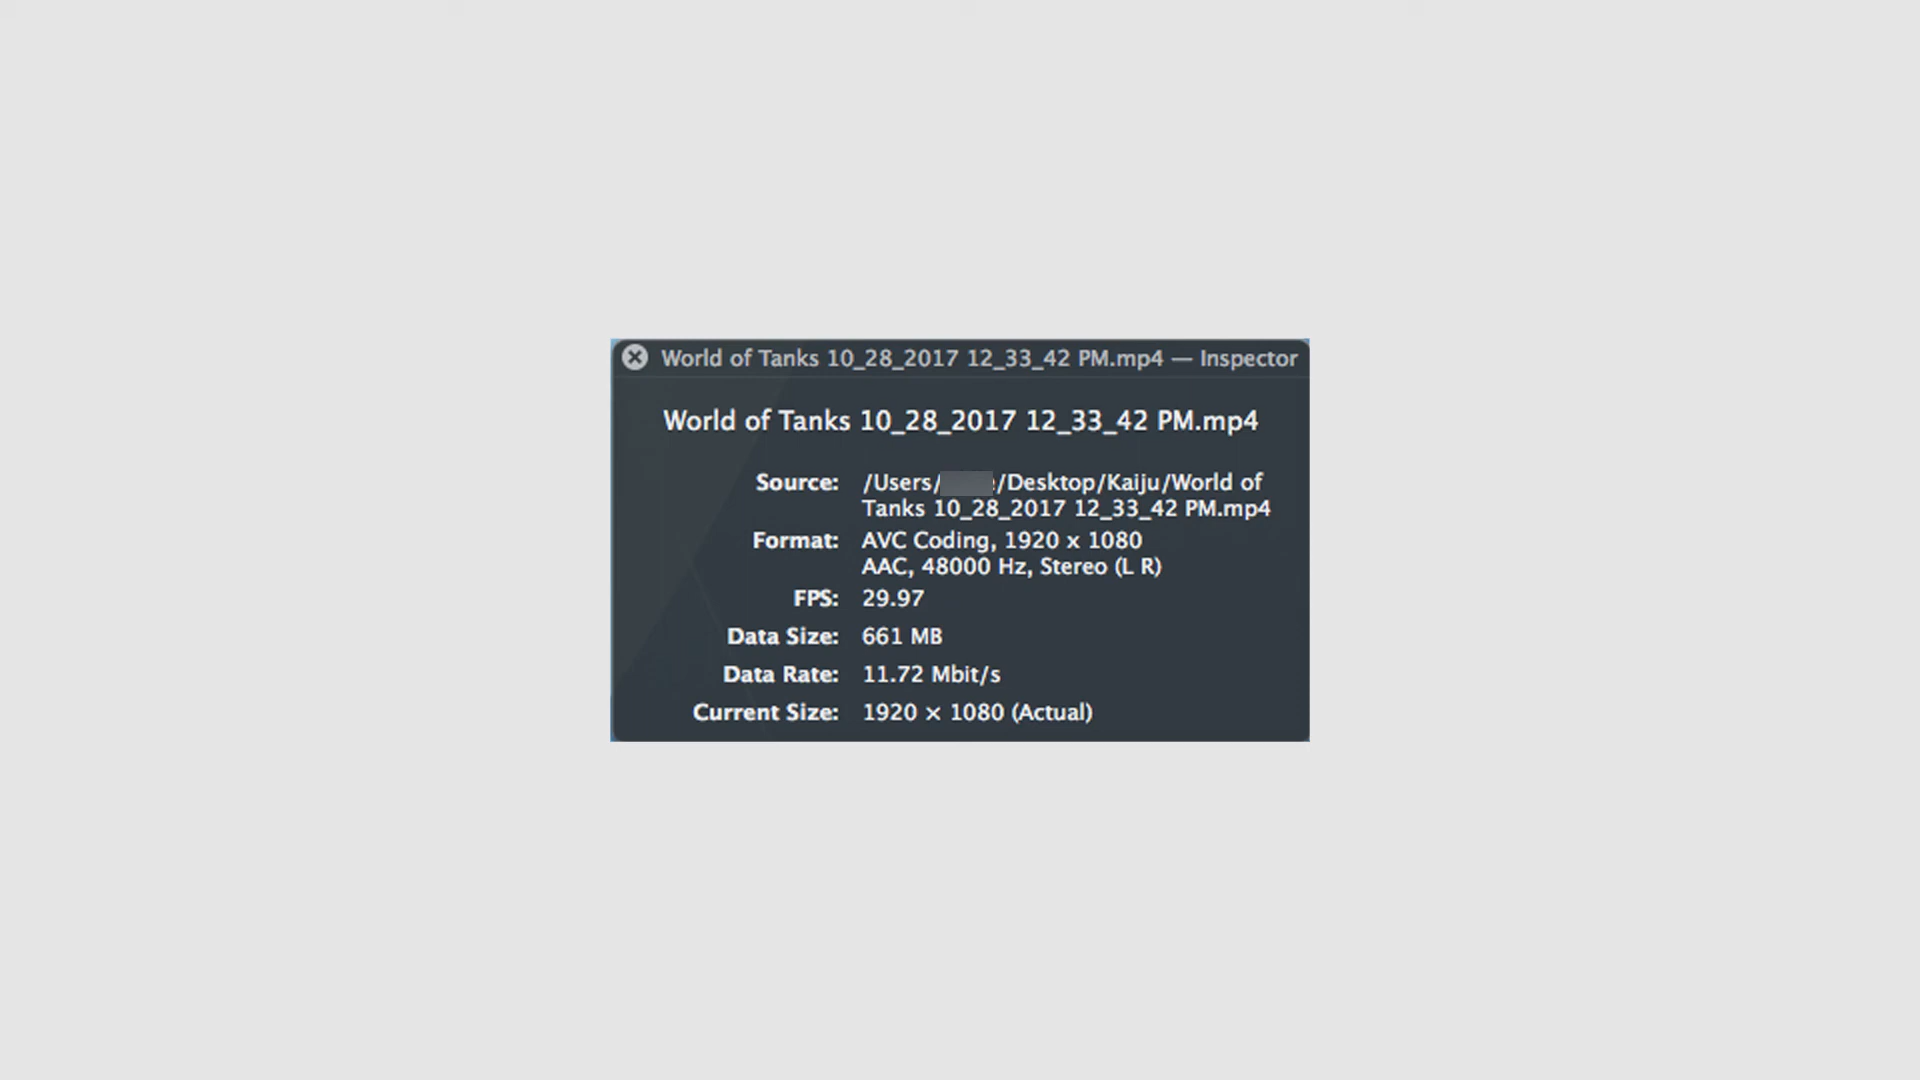 World of Tanks 10_28_2017 12_33_42 PM.mp4 — Inspector
World of Tanks 10_28_2017 12_33_42 PM.mp4
Source: /Users/ /Desktop/Kaiju/World of
Tanks 10_28_2017 12_33_42 PM.mp4
Format: AVC Coding, 1920 x 1080
AAC, 48000 Hz, Stereo (L R)
FPS: 29.97
Data Size: 661 MB
Data Rate: 11.72 Mbit/s
Current Size: 1920 × 1080 (Actual)